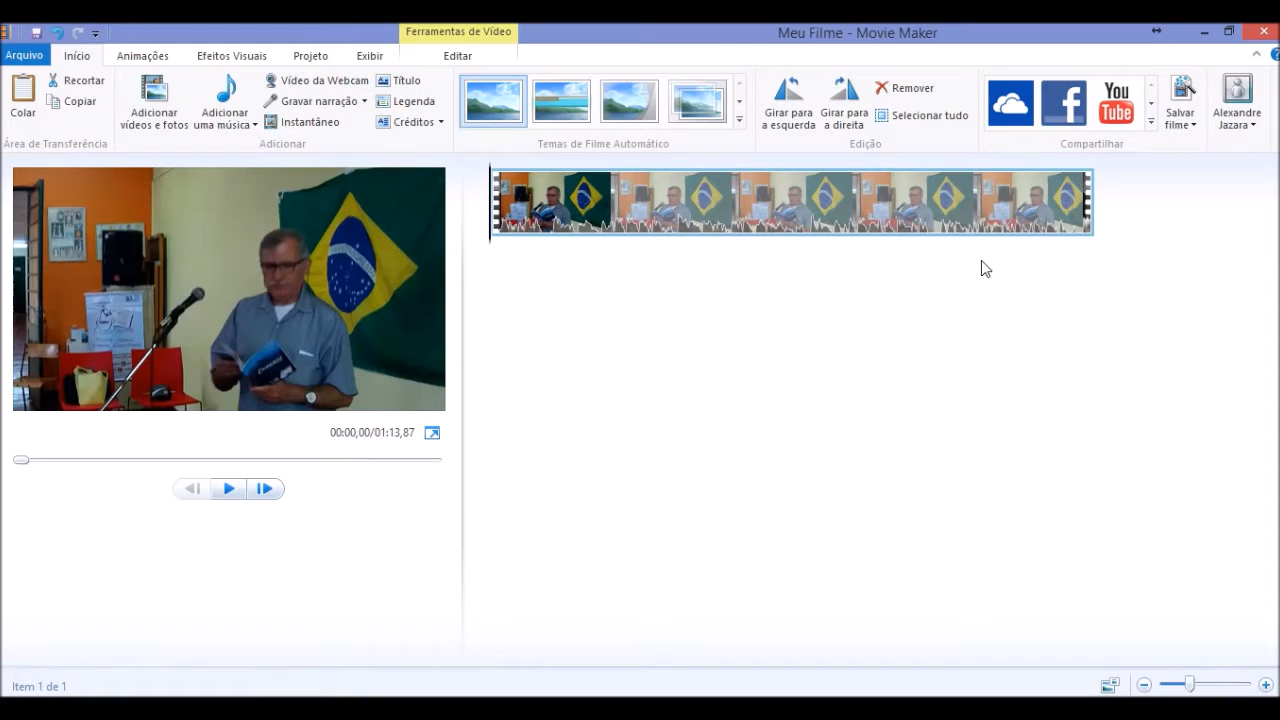 Ferramentas de Vídeo
Meu Filme - Movie Maker
Arquivo
Início
Animações
Efeitos Visuais
Projeto
Exibir
Editar
Colar
Recortar
Copiar
Área de Transferência
Adicionar
vídeos e fotos
Adicionar
uma música
Vídeo da Webcam
Gravar narração
Instantâneo
Título
Legenda
Créditos
Adicionar
Temas de Filme Automático
Girar para
a esquerda
Girar para
a direita
Remover
Selecionar tudo
Edição
You
Tube
Compartilhar
Salvar
filme
Alexandre
Jazara
00:00,00/01:13,87
Item 1 de 1